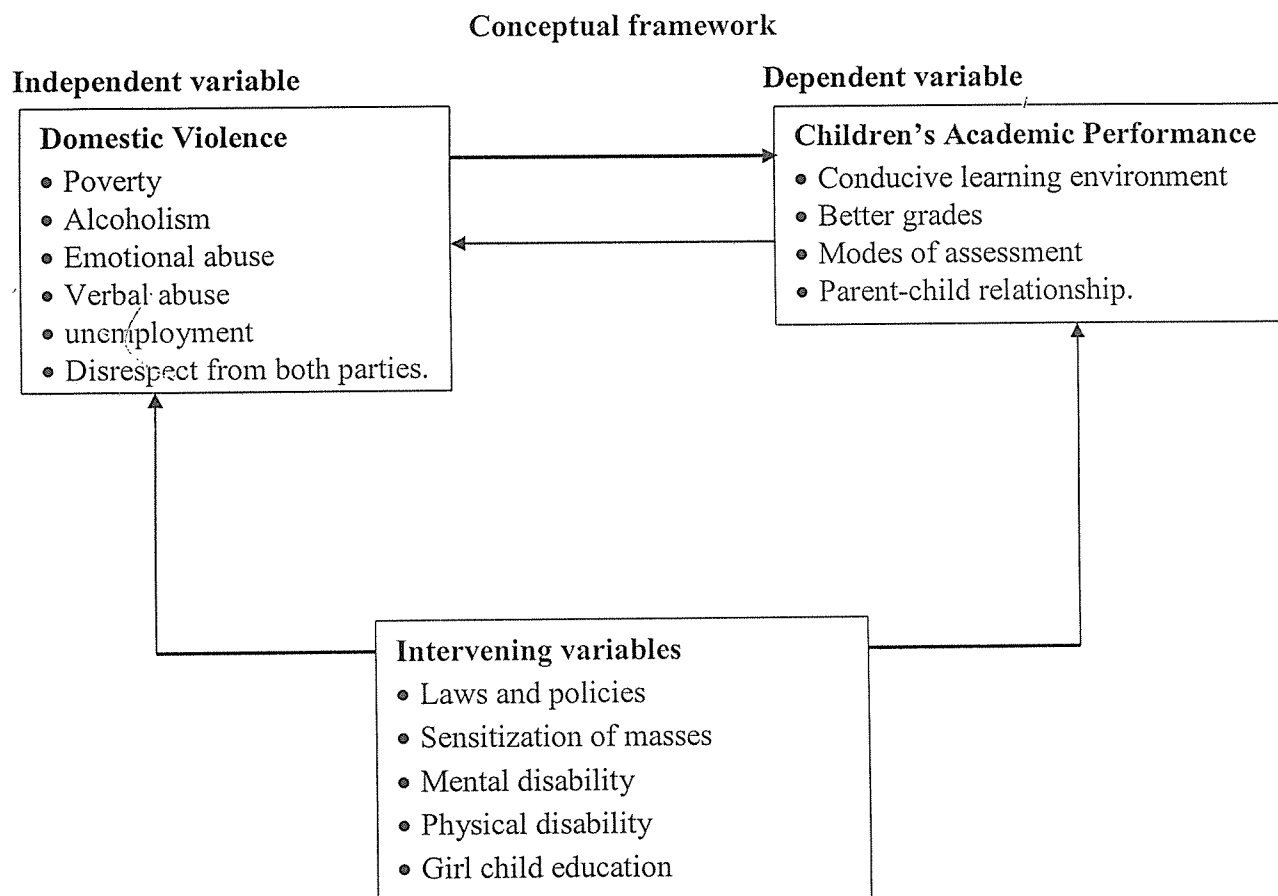 Conceptual framework
Independent variable
Domestic Violence
• Poverty
• Alcoholism
• Emotional abuse
• Verbal abuse
• unemployment
• Disrespect from both parties.
Dependent variable
Children's Academic Performance
• Conducive learning environment
• Better grades
• Modes of assessment
• Parent-child relationship.
Intervening variables
• Laws and policies
• Sensitization of masses
• Mental disability
• Physical disability
• Girl child education